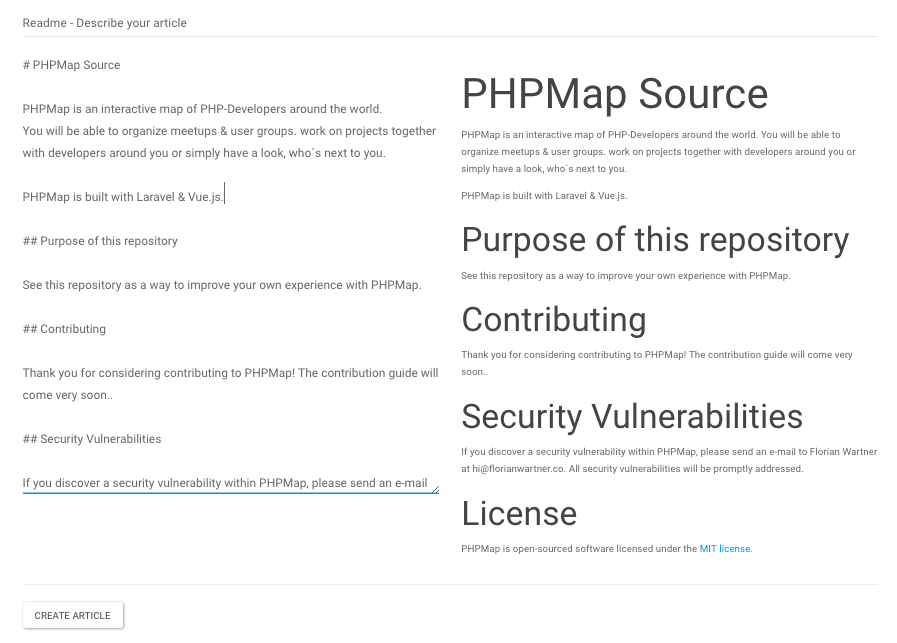 Readme - Describe your article
# PHPMap Source
PHPMap is an interactive map of PHP-Developers around the world.
You will be able to organize meetups & user groups. work on projects together
with developers around you or simply have a look, who´s next to you.
PHPMap is built with Laravel & Vue.js.
## Purpose of this repository
See this repository as a way to improve your own experience with PHPMap.
## Contributing
Thank you for considering contributing to PHPMap! The contribution guide will
come very soon..
## Security Vulnerabilities
If you discover a security vulnerability within PHPMap, please send an e-mail
PHPMap Source
PHPMap is an interactive map of PHP-Developers around the world. You will be able to
organize meetups & user groups. work on projects together with developers around you or
simply have a look, who´s next to you.
PHPMap is built with Laravel & Vue.js.
Purpose of this repository
See this repository as a way to improve your own experience with PHPMap.
Contributing
Thank you for considering contributing to PHPMap! The contribution guide will come very
soon..
Security Vulnerabilities
If you discover a security vulnerability within PHPMap, please send an e-mail to Florian Wartner
at hi@florianwartner.co. All security vulnerabilities will be promptly addressed.
License
PHPMap is open-sourced software licensed under the MIT license.
CREATE ARTICLE